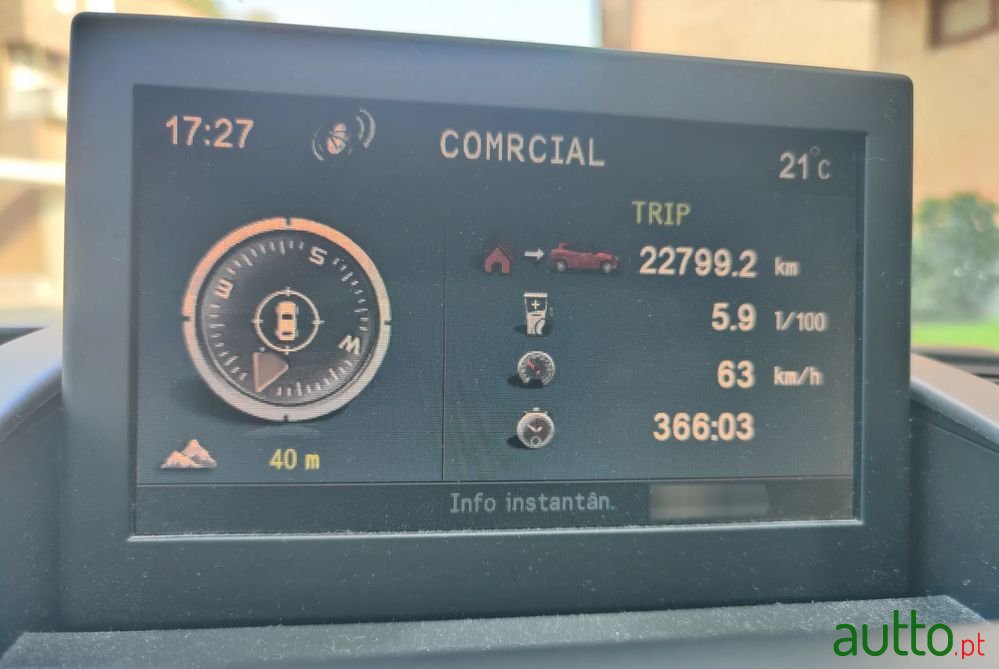 17:27
COMRCIAL
21°C
TRIP
22799.2 km
5.9 l/100
63 km/h
366:03
S
E
W
40 m
Info instantân.
autto.pt